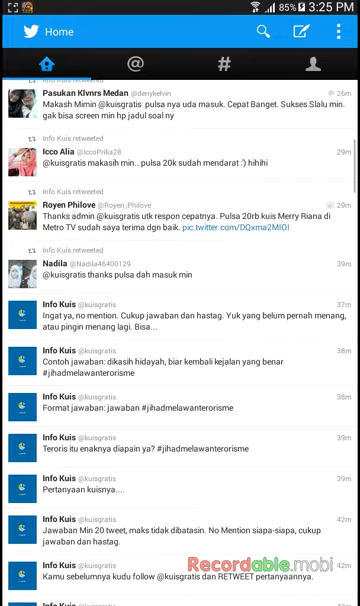 85% 3:25 PM
Home
@ #
Info Kuis retweeted
Pasukan Klvnrs Medan @denykelvin 26m
Makash Mimin @kuisgratis pulsa nya uda masuk. Cepat Banget. Sukses Slalu min.
gak bisa screen min hp jadul soal ny
Info Kuis retweeted
Icco Alia @IccoPrilia28 29m
@kuisgratis makasih min.. pulsa 20k sudah mendarat :') hihihi
Info Kuis retweeted
Royen Philove @Royen_Philove 29m
Thanks admin @kuisgratis utk respon cepatnya. Pulsa 20rb kuis Merry Riana di
Metro TV sudah saya terima dgn baik. pic.twitter.com/DQxma2MIOI
Info Kuis retweeted
Nadila @Nadila46400129 39m
@kuisgratis thanks pulsa dah masuk min
Info Kuis @kuisgratis 37m
Ingat ya, no mention. Cukup jawaban dan hastag. Yuk yang belum pernah menang,
atau pingin menang lagi. Bisa...
Info Kuis @kuisgratis 38m
Contoh jawaban: dikasih hidayah, biar kembali kejalan yang benar
#jihadmelawanterorisme
Info Kuis @kuisgratis 38m
Format jawaban: jawaban #jihadmelawanterorisme
Info Kuis @kuisgratis 39m
Teroris itu enaknya diapain ya? #jihadmelawanterorisme
Info Kuis @kuisgratis 39m
Pertanyaan kuisnya....
Info Kuis @kuisgratis 42m
Jawaban Min 20 tweet, maks tidak dibatasin. No Mention siapa-siapa, cukup
jawaban dan hastag.
Recordable.mobi
Info Kuis @kuisgratis 42m
Kamu sebelumnya kudu follow @kuisgratis dan RETWEET pertanyaannya.